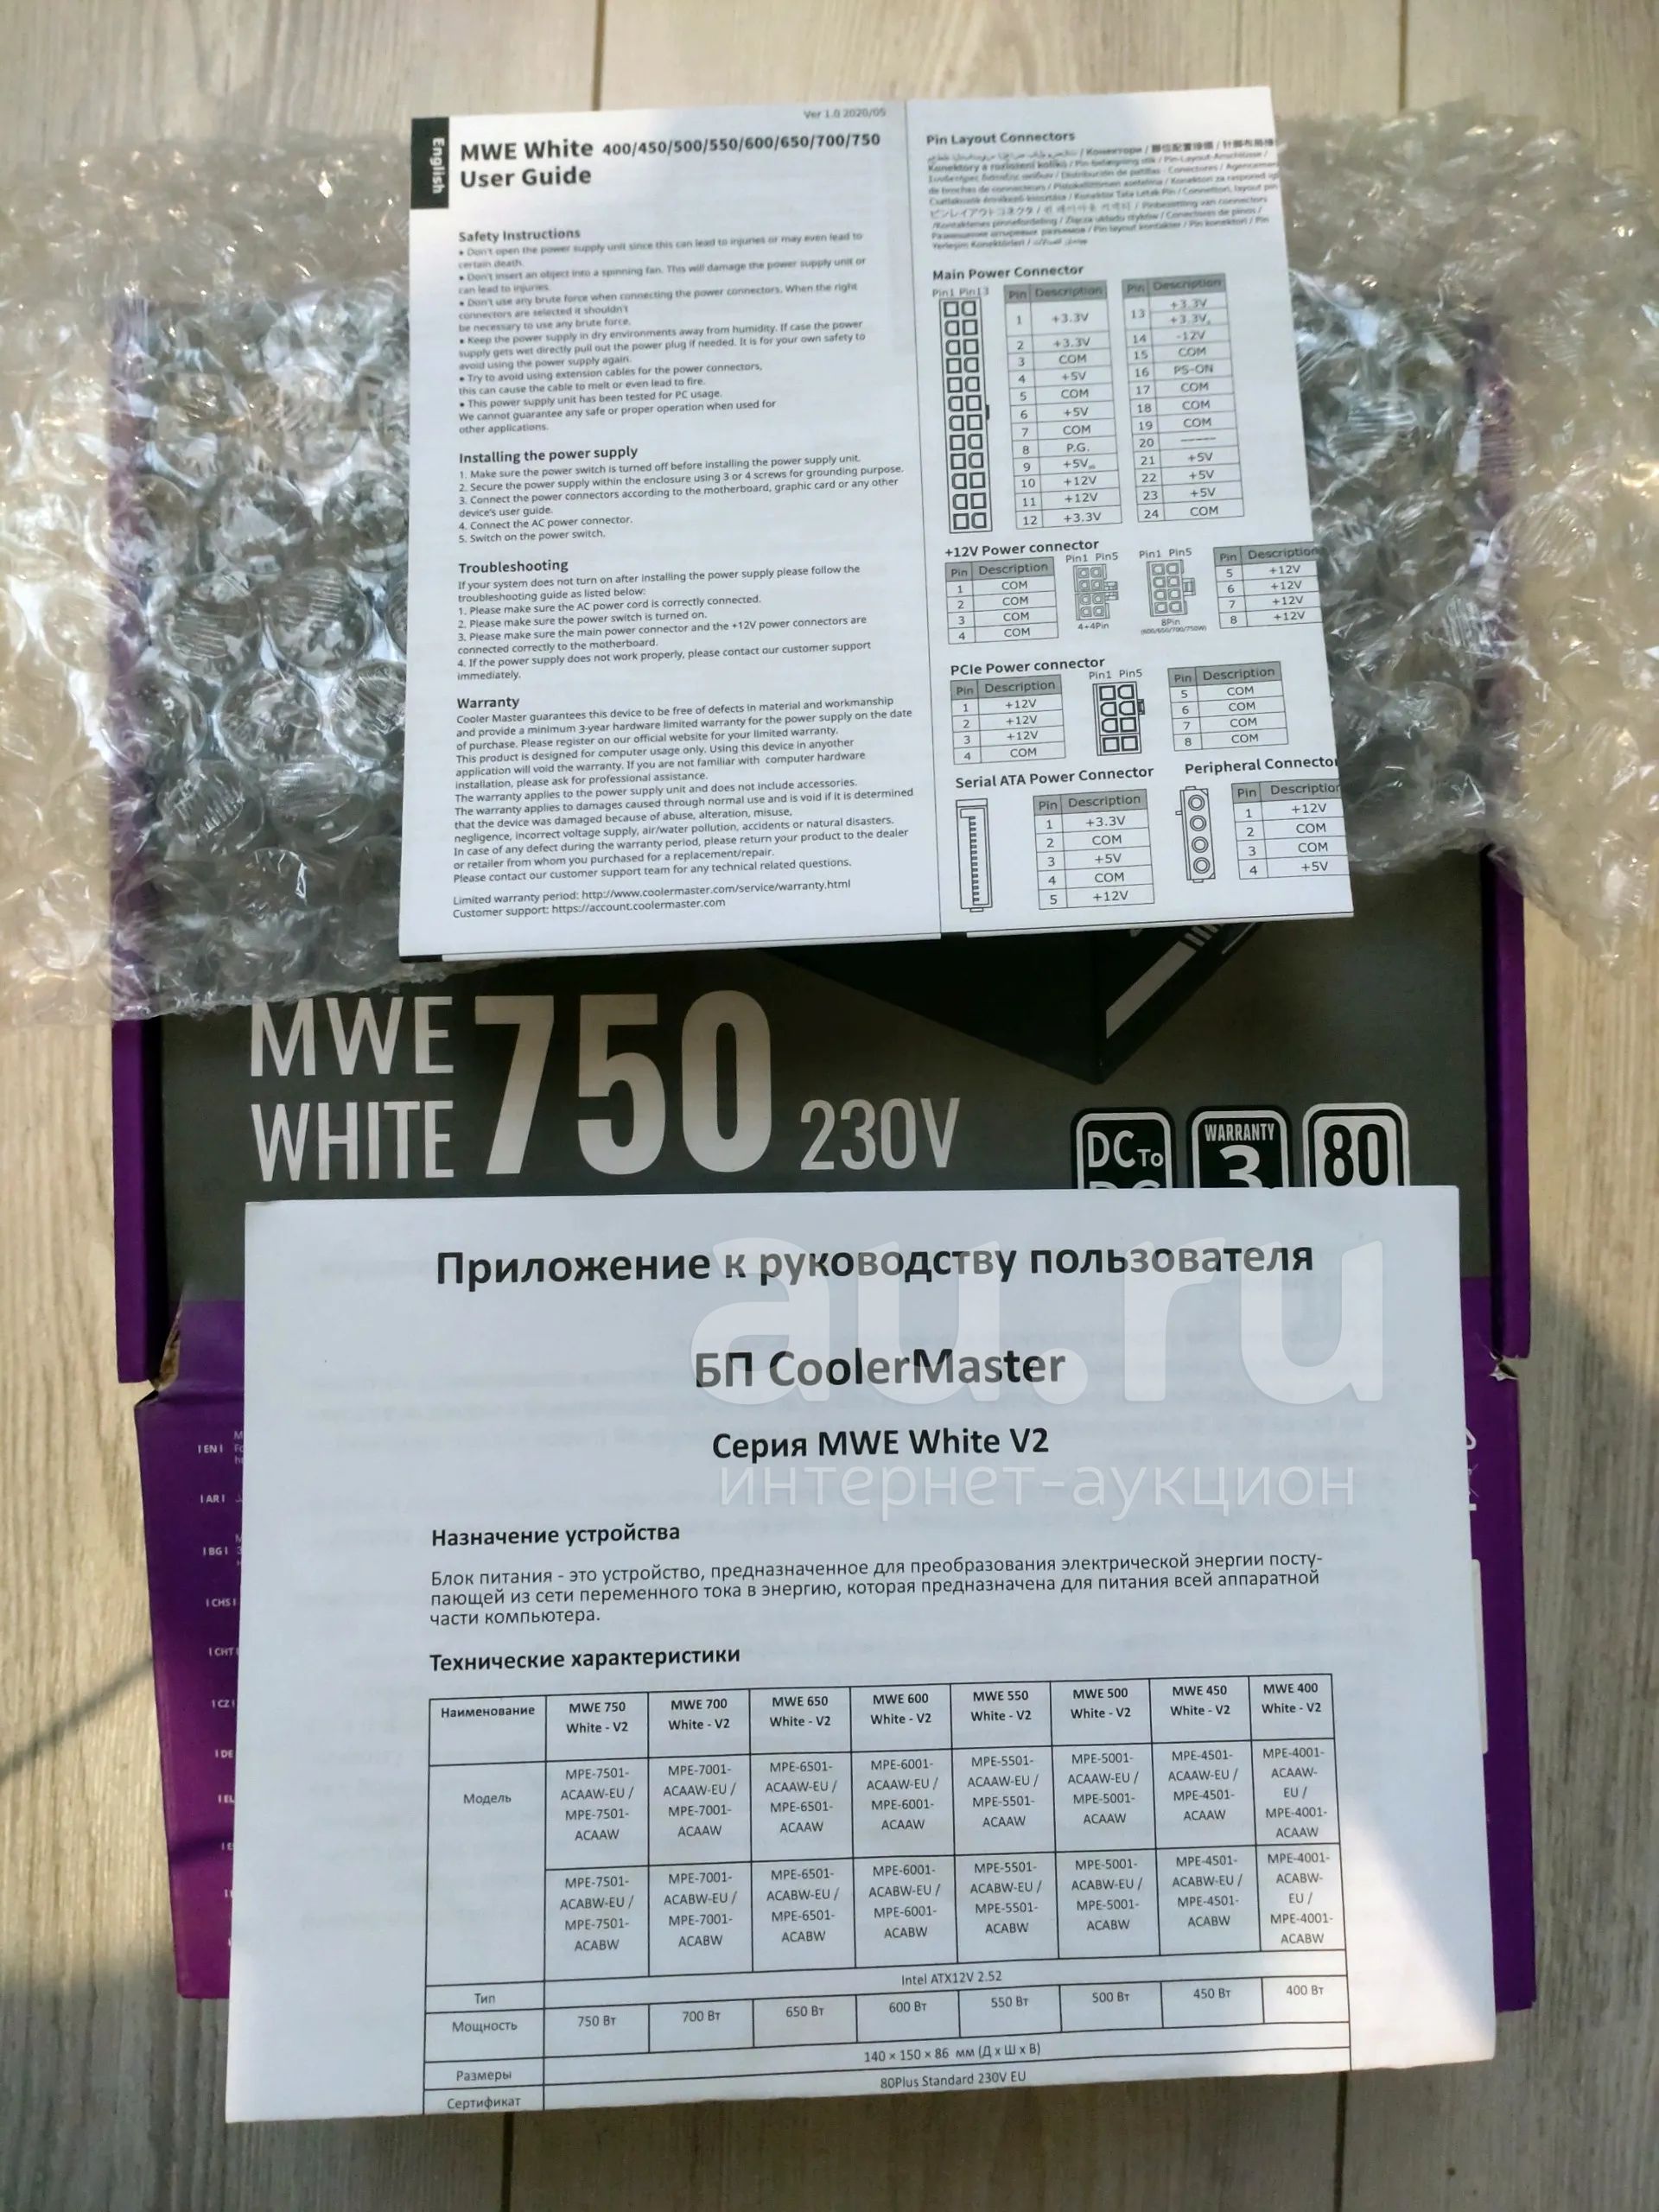 Ver 1.0 2020/05
English
MWE White 400/450/500/550/600/650/700/750
User Guide
Safety Instructions
• Don't open the power supply unit since this can lead to injuries or may even lead to
certain death.
• Don't insert an object into a spinning fan. This will damage the power supply unit or
can lead to injuries.
• Don't use any brute force when connecting the power connectors. When the right
connectors are selected it shouldn't
be necessary to use any brute force.
• Keep the power supply in dry environments away from humidity. If case the power
supply gets wet directly pull out the power plug if needed. It is for your own safety to
avoid using the power supply again.
• Try to avoid using extension cables for the power connectors,
this can cause the cable to melt or even lead to fire.
• This power supply unit has been tested for PC usage.
We cannot guarantee any safe or proper operation when used for
other applications.
Installing the power supply
1. Make sure the power switch is turned off before installing the power supply unit.
2. Secure the power supply within the enclosure using 3 or 4 screws for grounding purpose.
3. Connect the power connectors according to the motherboard, graphic card or any other
device's user guide.
4. Connect the AC power connector.
5. Switch on the power switch.
Troubleshooting
If your system does not turn on after installing the power supply please follow the
troubleshooting guide as listed below:
1. Please make sure the AC power cord is correctly connected.
2. Please make sure the power switch is turned on.
3. Please make sure the main power connector and the +12V power connectors are
connected correctly to the motherboard.
4. If the power supply does not work properly, please contact our customer support
immediately.
Warranty
Cooler Master guarantees this device to be free of defects in material and workmanship
and provide a minimum 3-year hardware limited warranty for the power supply on the date
of purchase. Please register on our official website for your limited warranty.
This product is designed for computer usage only. Using this device in anyother
application will void the warranty. If you are not familiar with computer hardware
installation, please ask for professional assistance.
The warranty applies to the power supply unit and does not include accessories.
The warranty applies to damages caused through normal use and is void if it is determined
that the device was damaged because of abuse, alteration, misuse,
negligence, incorrect voltage supply, air/water pollution, accidents or natural disasters.
In case of any defect during the warranty period, please return your product to the dealer
or retailer from whom you purchased for a replacement/repair.
Please contact our customer support team for any technical related questions.
Limited warranty period: http://www.coolermaster.com/service/warranty.html
Customer support: https://account.coolermaster.com
Pin Layout Connectors
Main Power Connector
Pin1 Pin13
Pin Description Pin Description
1 +3.3V 13 +3.3V
+3.3V
2 +3.3V 14 -12V
3 COM 15 COM
4 +5V 16 PS-ON
5 COM 17 COM
6 +5V 18 COM
7 COM 19 COM
8 P.G. 20 -----
9 +5V 21 +5V
10 +12V 22 +5V
11 +12V 23 +5V
12 +3.3V 24 COM
+12V Power connector
Pin1 Pin5 Pin1 Pin5
Pin Description Pin Description
1 COM 5 +12V
2 COM 6 +12V
3 COM 7 +12V
4 COM 8 +12V
4+4Pin 8Pin
(600/650/700/750W)
PCIe Power connector
Pin1 Pin5
Pin Description Pin Description
1 +12V 5 COM
2 +12V 6 COM
3 +12V 7 COM
4 COM 8 COM
Serial ATA Power Connector
Pin Description
1 +3.3V
2 COM
3 +5V
4 COM
5 +12V
Peripheral Connector
Pin Description
1 +12V
2 COM
3 COM
4 +5V
MWE
WHITE 750 230V
DC To
WARRANTY
3
80
Приложение к руководству пользователя
au.ru
БП CoolerMaster
Серия MWE White V2
интернет-аукцион
Назначение устройства
Блок питания - это устройство, предназначенное для преобразования электрической энергии посту-
пающей из сети переменного тока в энергию, которая предназначена для питания всей аппаратной
части компьютера.
Технические характеристики
Наименование MWE 750 White - V2 MWE 700 White - V2 MWE 650 White - V2 MWE 600 White - V2 MWE 550 White - V2 MWE 500 White - V2 MWE 450 White - V2 MWE 400 White - V2
Модель MPE-7501-ACAAW-EU / MPE-7501-ACAAW MPE-7001-ACAAW-EU / MPE-7001-ACAAW MPE-6501-ACAAW-EU / MPE-6501-ACAAW MPE-6001-ACAAW-EU / MPE-6001-ACAAW MPE-5501-ACAAW-EU / MPE-5501-ACAAW MPE-5001-ACAAW-EU / MPE-5001-ACAAW MPE-4501-ACAAW-EU / MPE-4501-ACAAW MPE-4001-ACAAW-EU / MPE-4001-ACAAW
MPE-7501-ACABW-EU / MPE-7501-ACABW MPE-7001-ACABW-EU / MPE-7001-ACABW MPE-6501-ACABW-EU / MPE-6501-ACABW MPE-6001-ACABW-EU / MPE-6001-ACABW MPE-5501-ACABW-EU / MPE-5501-ACABW MPE-5001-ACABW-EU / MPE-5001-ACABW MPE-4501-ACABW-EU / MPE-4501-ACABW MPE-4001-ACABW-EU / MPE-4001-ACABW
Тип Intel ATX12V 2.52
Мощность 750 Вт 700 Вт 650 Вт 600 Вт 550 Вт 500 Вт 450 Вт 400 Вт
Размеры 140 × 150 × 86 мм (Д x Ш x В)
Сертификат 80Plus Standard 230V EU
| EN |
| AR |
| BG |
| CHS |
| CHT |
| CZ |
| DE
| EL